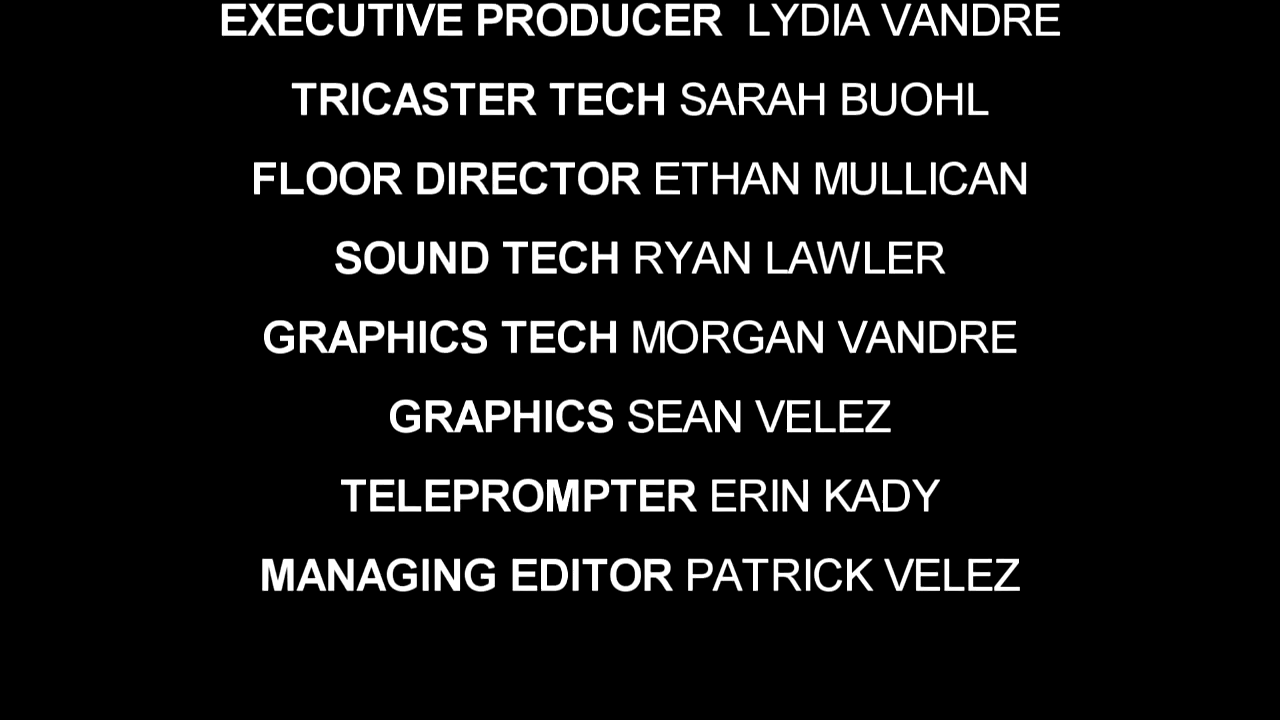 EXECUTIVE PRODUCER LYDIA VANDRE
TRICASTER TECH SARAH BUOHL
FLOOR DIRECTOR ETHAN MULLICAN
SOUND TECH RYAN LAWLER
GRAPHICS TECH MORGAN VANDRE
GRAPHICS SEAN VELEZ
TELEPROMPTER ERIN KADY
MANAGING EDITOR PATRICK VELEZ